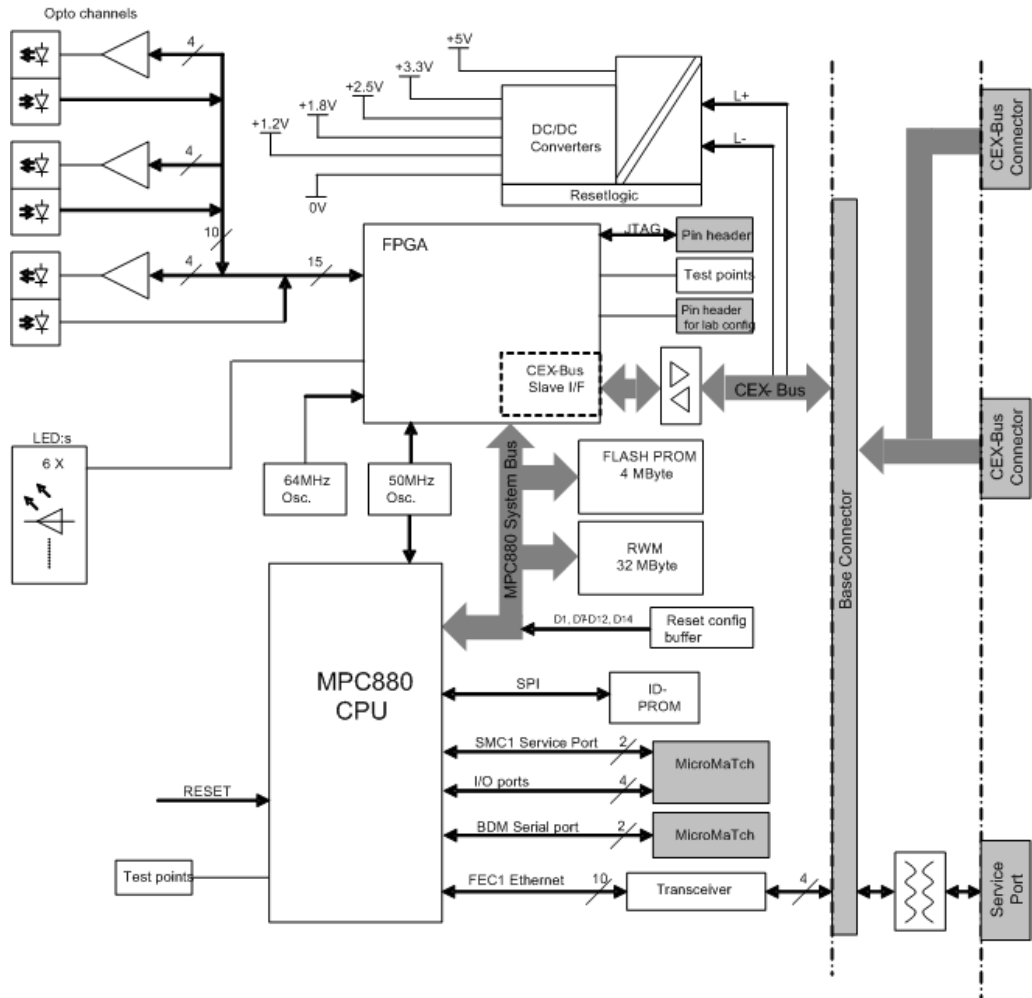 Opto channels
4
4
10
4
15
+5V
+3.3V
+2.5V
+1.8V
+1.2V
0V
DC/DC
Converters
Resetlogic
L+
L-
CEX-Bus
Connector
FPGA
JTAG
Pin header
Test points
Pin header
for lab config
CEX-Bus
Slave I/F
CEX- Bus
CEX-Bus
Connector
LED:s
6 X
64MHz
Osc.
50MHz
Osc.
MPC880 System Bus
FLASH PROM
4 MByte
RWM
32 MByte
D1, D7-D12, D14
Reset config
buffer
Base Connector
MPC880
CPU
SPI
ID-
PROM
SMC1 Service Port
2
MicroMaTch
I/O ports
4
RESET
BDM Serial port
2
MicroMaTch
Test points
FEC1 Ethernet
10
Transceiver
4
Service
Port